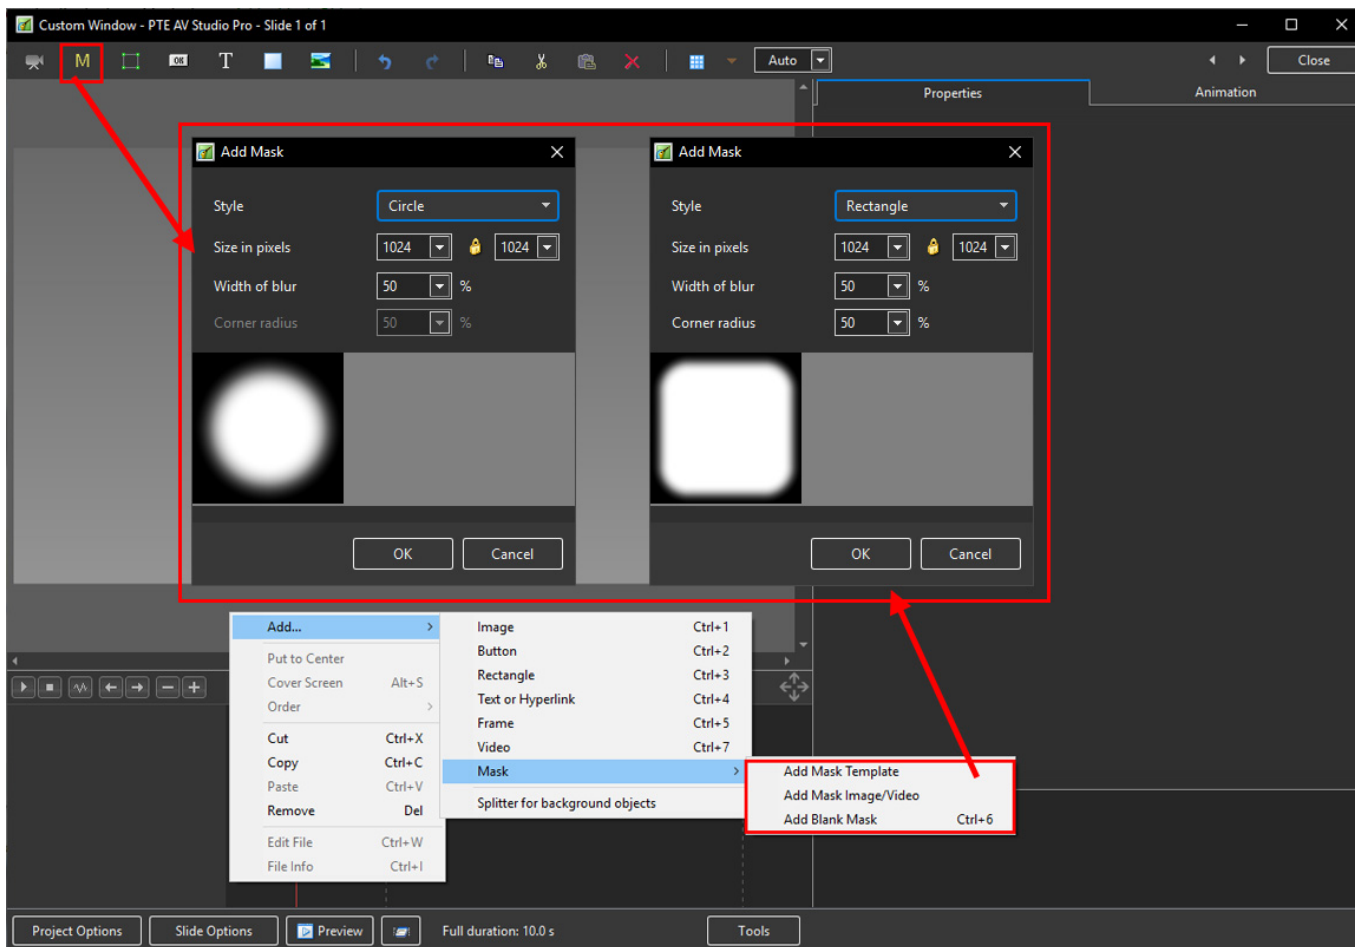 Custom Window - PTE AV Studio Pro - Slide 1 of 1
M OK T Auto Close
Properties Animation
Add Mask
Style Circle
Size in pixels 1024 1024
Width of blur 50 %
Corner radius 50 %
OK Cancel
Add Mask
Style Rectangle
Size in pixels 1024 1024
Width of blur 50 %
Corner radius 50 %
OK Cancel
Add...
Put to Center
Cover Screen Alt+S
Order
Cut Ctrl+X
Copy Ctrl+C
Paste Ctrl+V
Remove Del
Edit File Ctrl+W
File Info Ctrl+I
Image Ctrl+1
Button Ctrl+2
Rectangle Ctrl+3
Text or Hyperlink Ctrl+4
Frame Ctrl+5
Video Ctrl+7
Mask
Splitter for background objects
Add Mask Template
Add Mask Image/Video
Add Blank Mask Ctrl+6
Project Options Slide Options Preview Full duration: 10.0 s Tools